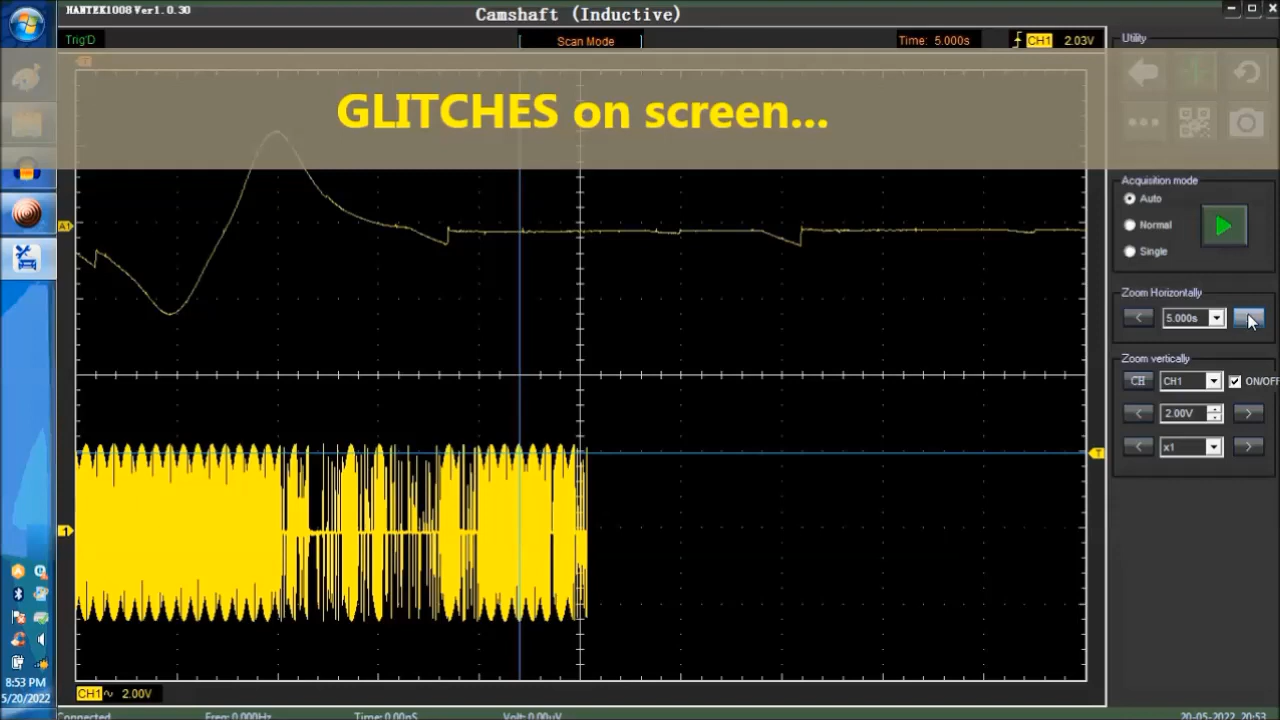 HANTEK1008 Ver1.0.30
Camshaft (Inductive)
Trig'D
Scan Mode
Time: 5.000s
CH1
2.03V
Utility
GLITCHES on screen...
Acquisition mode
Auto
Normal
Single
A1
Zoom Horizontally
<
5.000s
Zoom vertically
CH
CH1
ON/OFF
<
2.00V
>
<
x1
>
T
1
8:53 PM
5/20/2022
CH1
2.00V
Connected
Freq: 0.000Hz
Time: 0.00nS
Volt: 0.00uV
20-05-2022 20:53